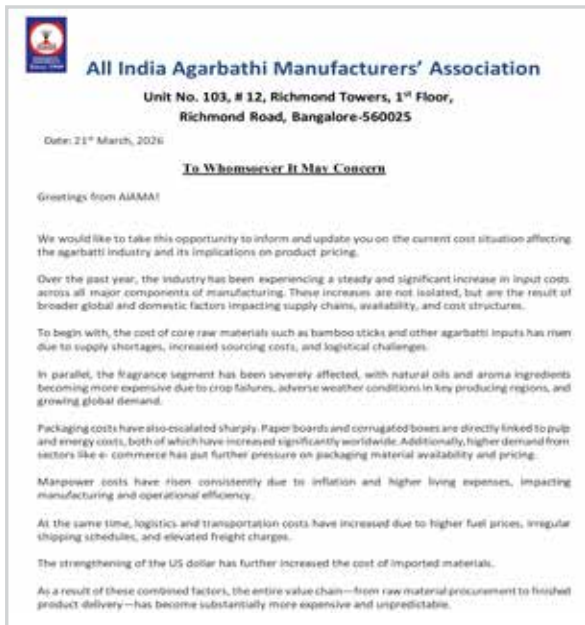 All India Agarbathi Manufacturers’ Association
Unit No. 103, # 12, Richmond Towers, 1st Floor,
Richmond Road, Bangalore-560025
Date: 21st March, 2026
To Whomsoever It May Concern
Greetings from AIAMA!
We would like to take this opportunity to inform and update you on the current cost situation affecting
the agarbatti industry and its implications on product pricing.
Over the past year, the industry has been experiencing a steady and significant increase in input costs
across all major components of manufacturing. These increases are not isolated, but are the result of
broader global and domestic factors impacting supply chains, availability, and cost structures.
To begin with, the cost of core raw materials such as bamboo sticks and other agarbatti inputs has risen
due to supply shortages, increased sourcing costs, and logistical challenges.
In parallel, the fragrance segment has been severely affected, with natural oils and aroma ingredients
becoming more expensive due to crop failures, adverse weather conditions in key producing regions, and
growing global demand.
Packaging costs have also escalated sharply. Paper boards and corrugated boxes are directly linked to pulp
and energy costs, both of which have increased significantly worldwide. Additionally, higher demand from
sectors like e- commerce has put further pressure on packaging material availability and pricing.
Manpower costs have risen consistently due to inflation and higher living expenses, impacting
manufacturing and operational efficiency.
At the same time, logistics and transportation costs have increased due to higher fuel prices, irregular
shipping schedules, and elevated freight charges.
The strengthening of the US dollar has further increased the cost of imported materials.
As a result of these combined factors, the entire value chain—from raw material procurement to finished
product delivery—has become substantially more expensive and unpredictable.